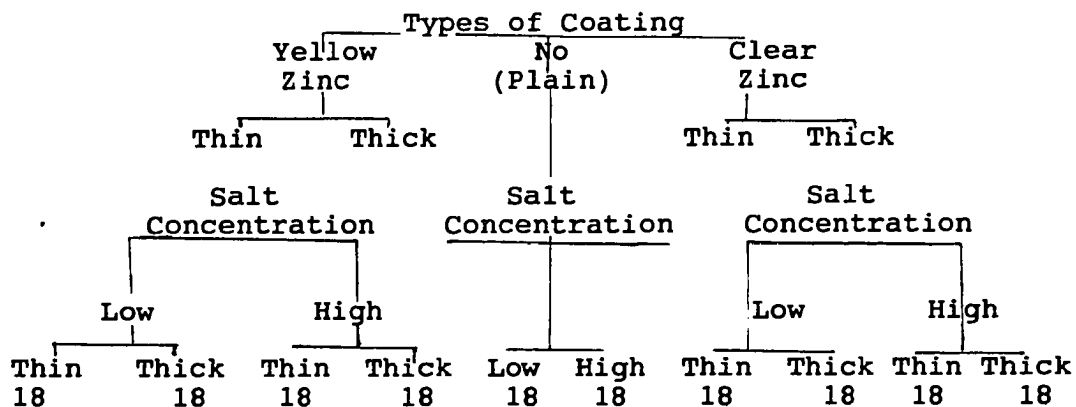 Types of Coating
Yellow No Clear
Zinc (Plain) Zinc
Thin Thick Thin Thick
Salt Salt Salt
Concentration Concentration Concentration
Low High Low High
Thin Thick Thin Thick Low High Thin Thick Thin Thick
18 18 18 18 18 18 18 18 18 18